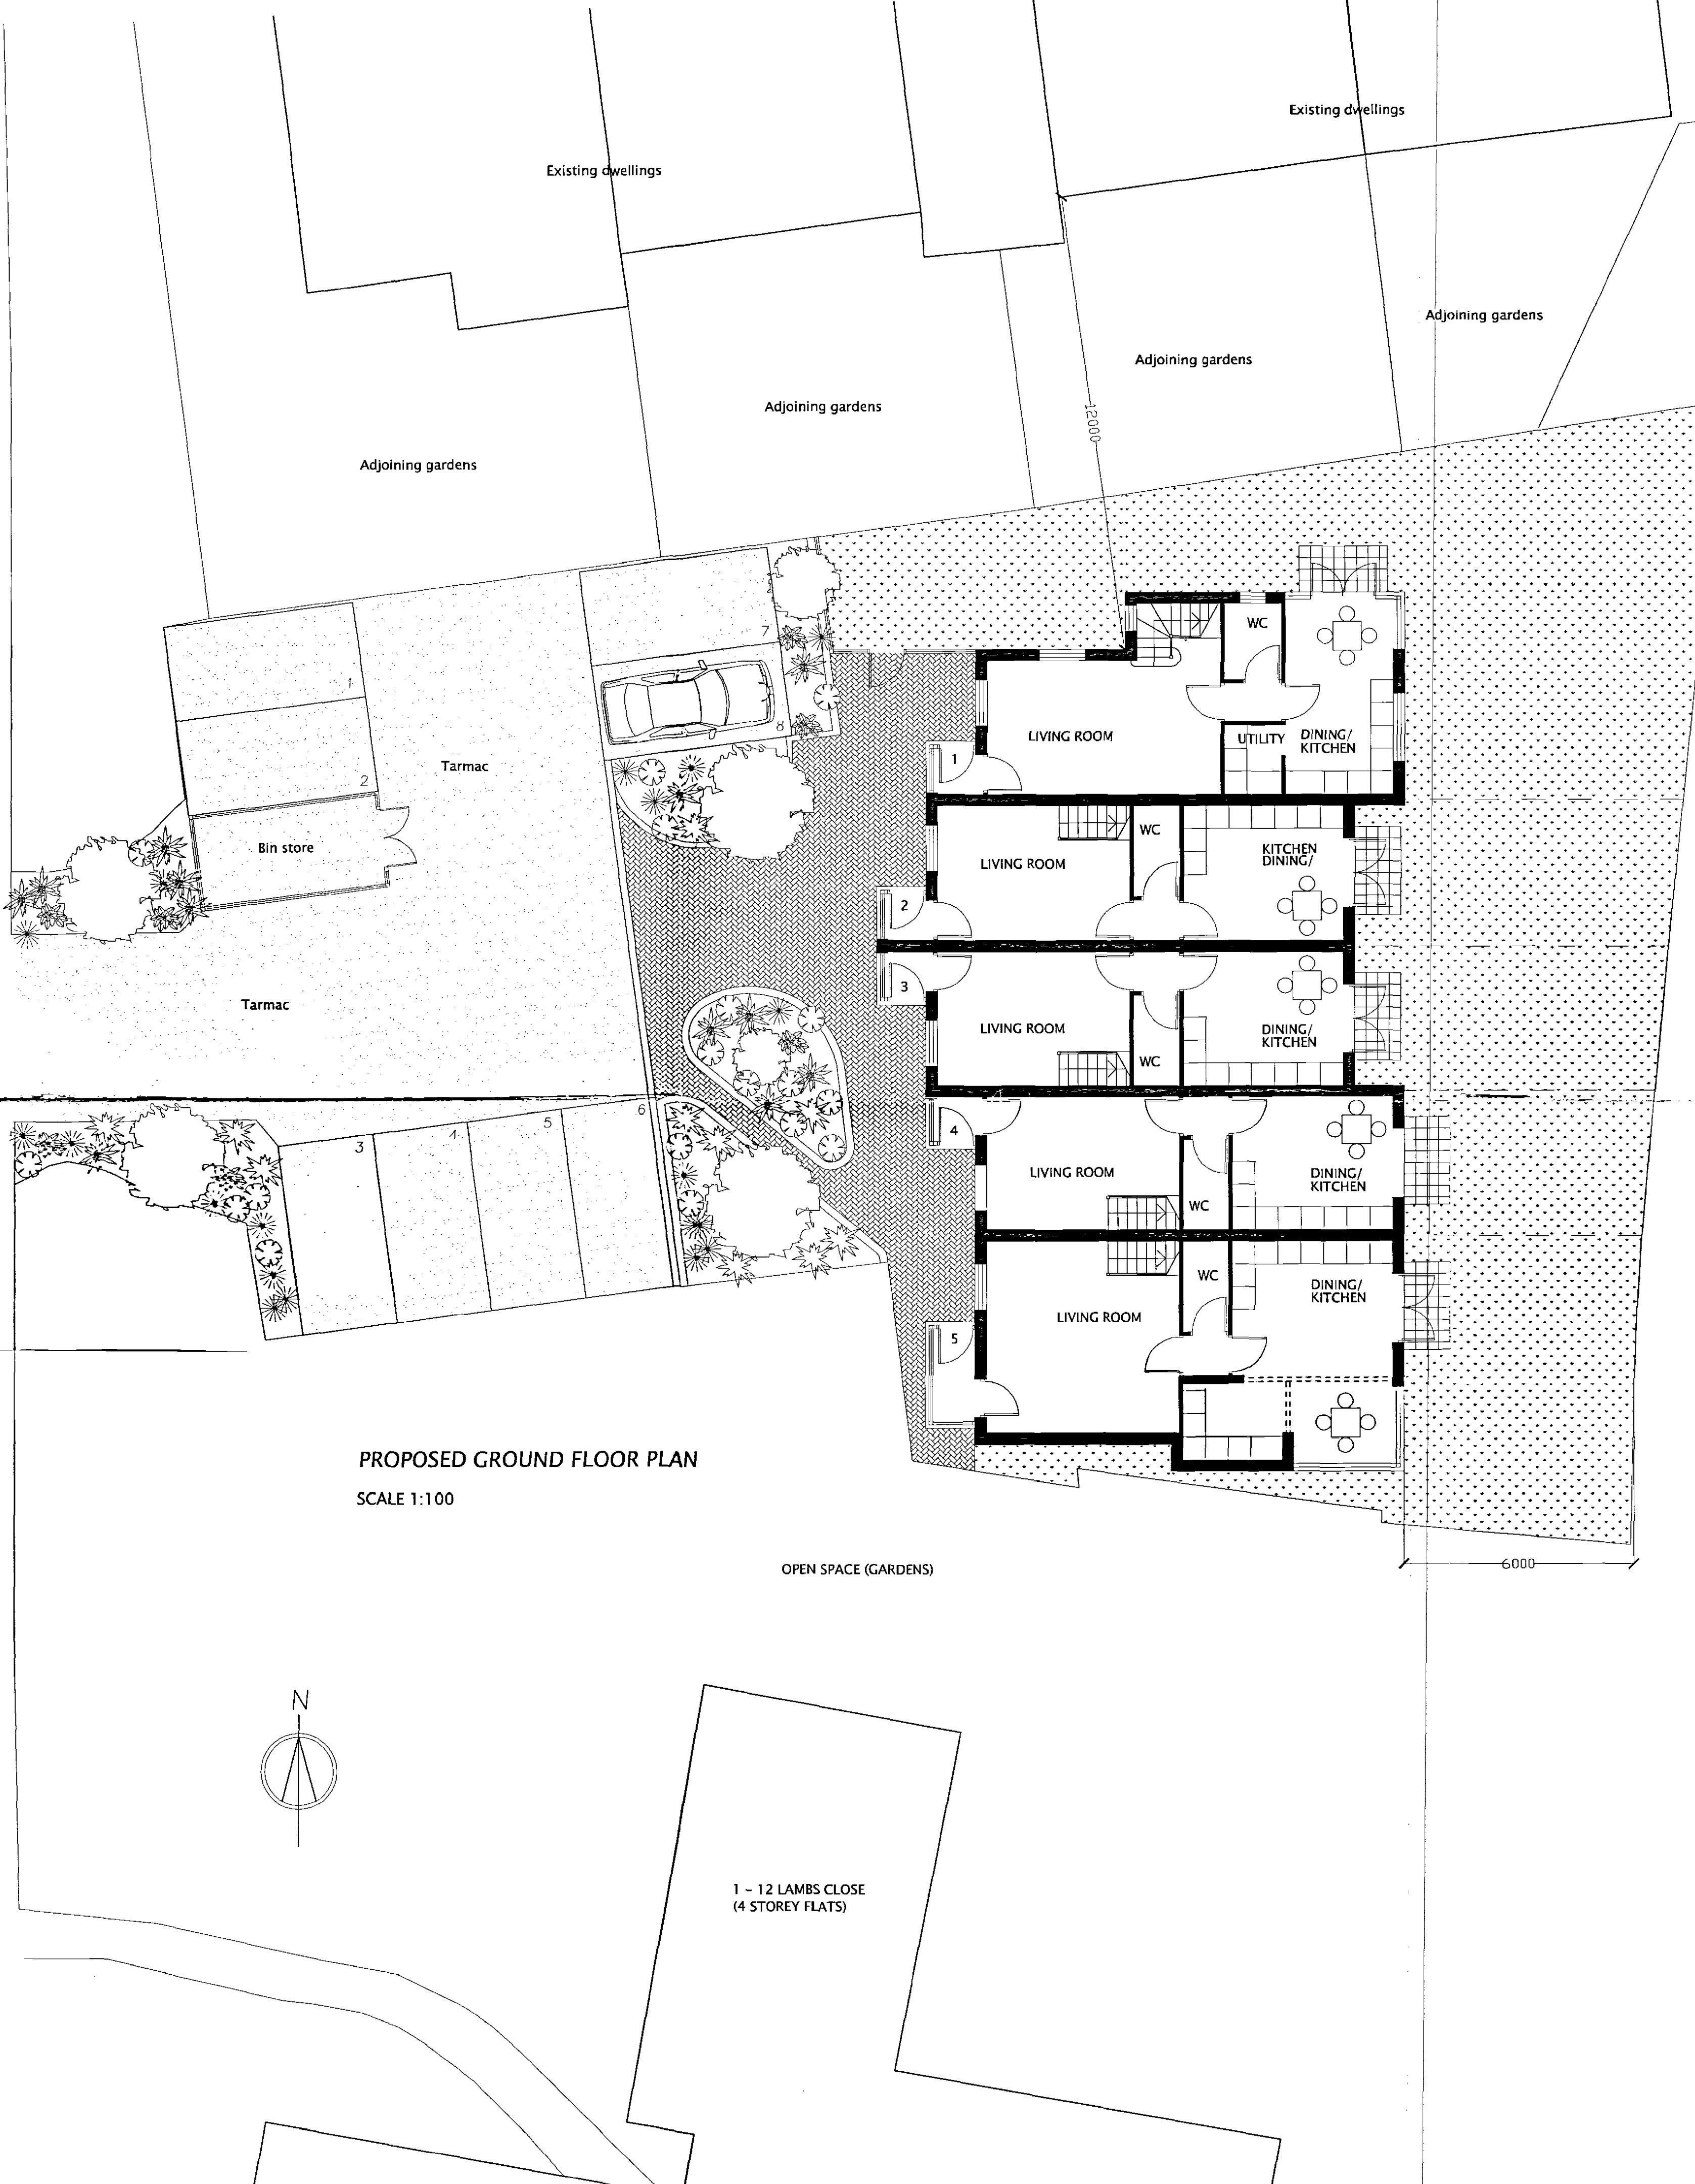 Existing dwellings
Existing dwellings
Adjoining gardens
Adjoining gardens
Adjoining gardens
Adjoining gardens
12000
WC
7
1
8
LIVING ROOM
UTILITY
DINING/
KITCHEN
1
Tarmac
2
Bin store
WC
LIVING ROOM
KITCHEN
DINING/
2
3
Tarmac
LIVING ROOM
DINING/
KITCHEN
WC
3
4
5
6
4
LIVING ROOM
DINING/
KITCHEN
WC
WC
DINING/
KITCHEN
LIVING ROOM
5
PROPOSED GROUND FLOOR PLAN
SCALE 1:100
OPEN SPACE (GARDENS)
6000
N
1 - 12 LAMBS CLOSE
(4 STOREY FLATS)